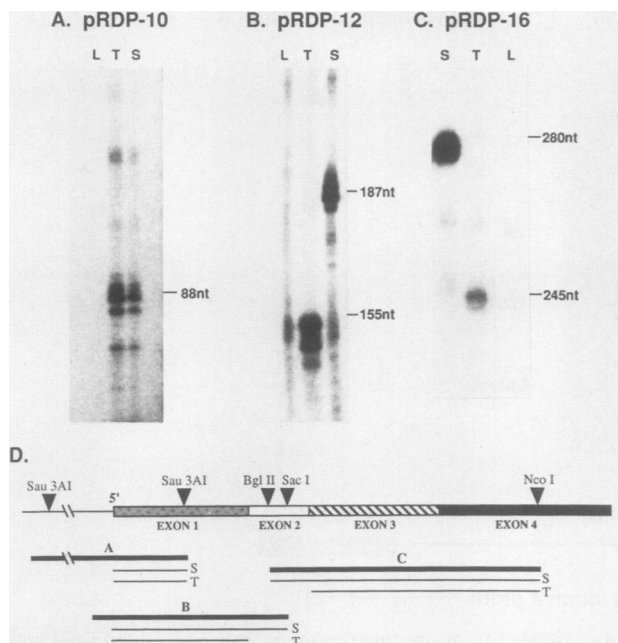 A. pRDP-10
B. pRDP-12
C. pRDP-16
L T S
L T S
S T L
88nt
187nt
155nt
280nt
245nt
D.
Sau 3AI
Sau 3AI
Bgl II
Sac I
Nco I
5'
EXON 1
EXON 2
EXON 3
EXON 4
A
S
T
C
S
T
B
S
T